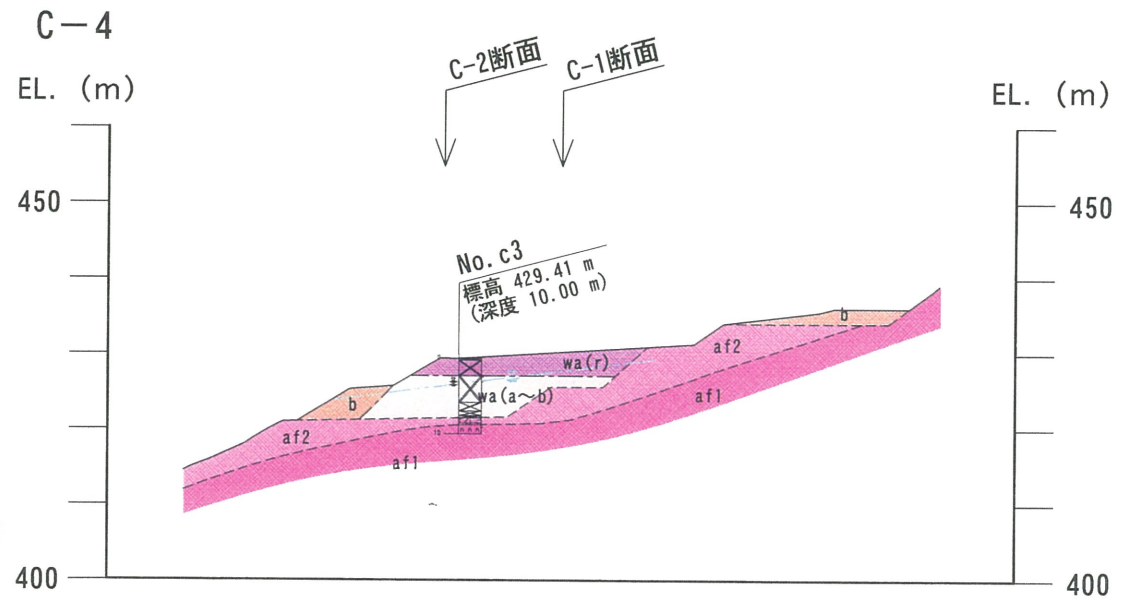 C-4
EL. (m)
EL. (m)
C-2断面
C-1断面
450
450
No.c3
標高 429.41 m
(深度 10.00 m)
b
wa(r)
af2
wa(a~b)
b
af1
af2
af1
400
400